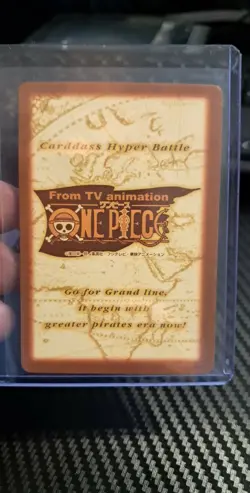 Carddass Hyper Battle
From TV animation
ワンピース
ONE PIECE
Go for Grand line,
it begin with
greater pirates era now!